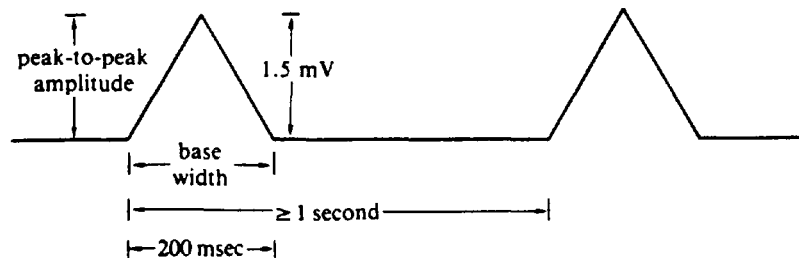 peak-to-peak
amplitude
1.5 mV
base
width
≥ 1 second
200 msec